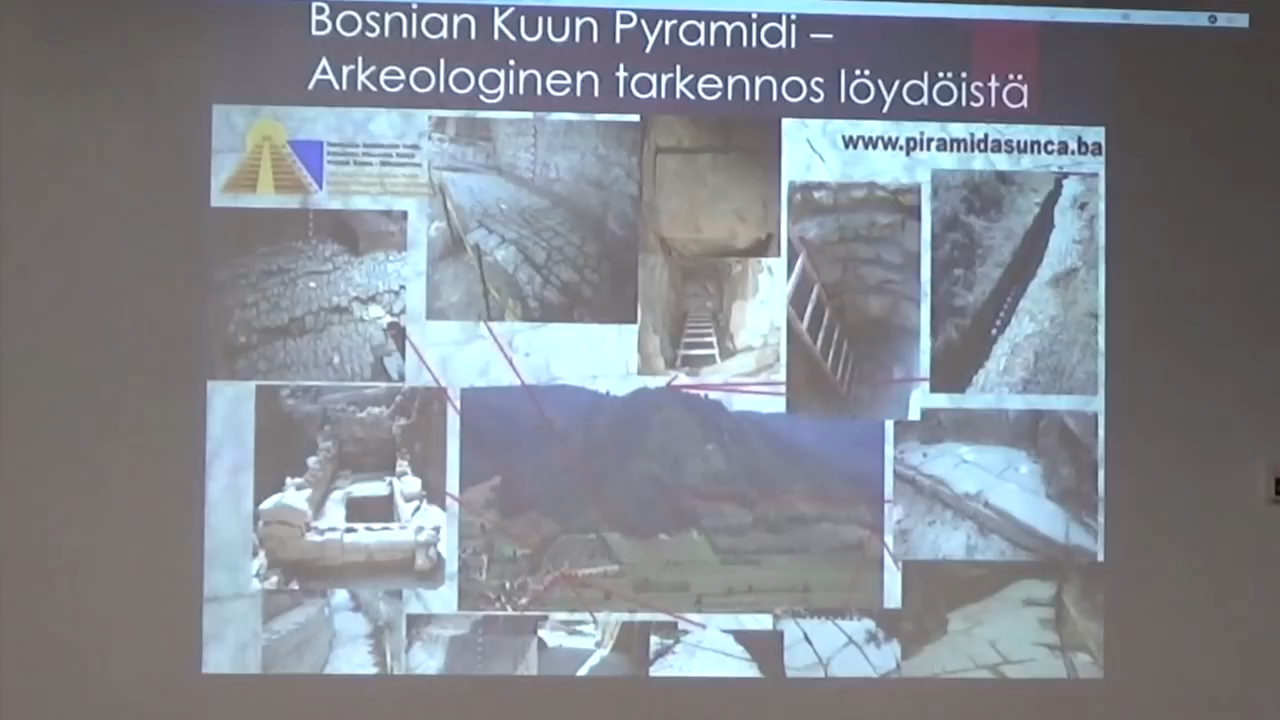 Bosnian Kuun Pyramidi –
Arkeologinen tarkennos löydöistä
www.piramidasunca.ba